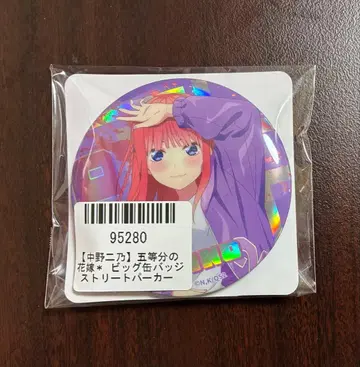 95280
【中野二乃】五等分の
花嫁＊ ビッグ缶バッジ
ストリートパーカー